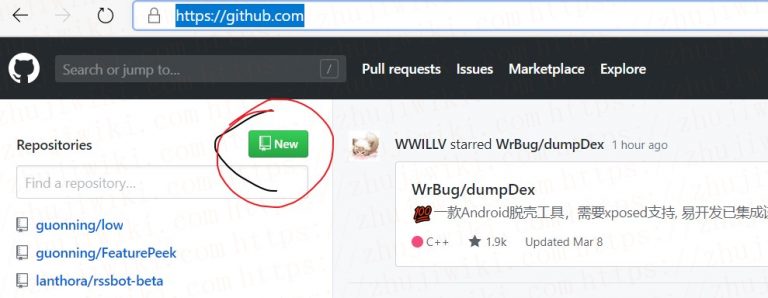 https://github.com
Search or jump to...
/
Pull requests
Issues
Marketplace
Explore
Repositories
New
Find a repository...
guonning/low
guonning/FeaturePeek
lanthora/rssbot-beta
WWILLV starred WrBug/dumpDex 1 hour ago
WrBug/dumpDex
💯一款Android脱壳工具，需要xposed支持, 易开发已集成
C++
1.9k
Updated Mar 8
https://zhujiwiki.com